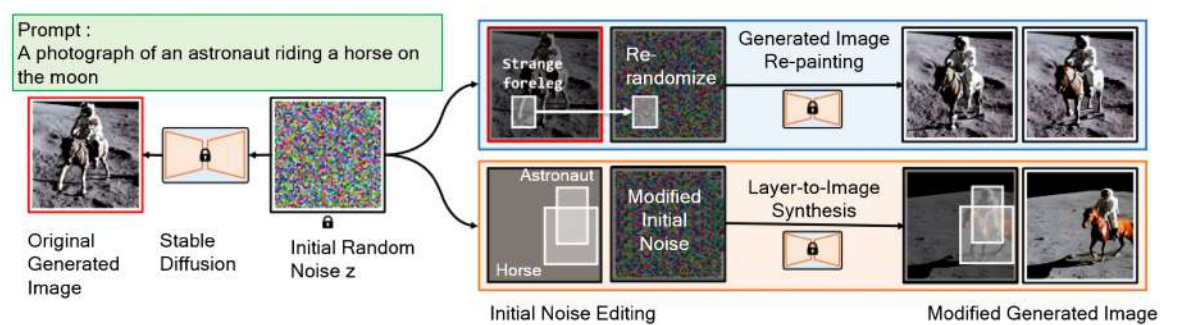 Prompt :
A photograph of an astronaut riding a horse on
the moon
Original
Generated
Image
Stable
Diffusion
Initial Random
Noise z
Strange
foreleg
Re-
randomize
Generated Image
Re-painting
Astronaut
Horse
Modified
Initial
Noise
Layer-to-Image
Synthesis
Initial Noise Editing
Modified Generated Image